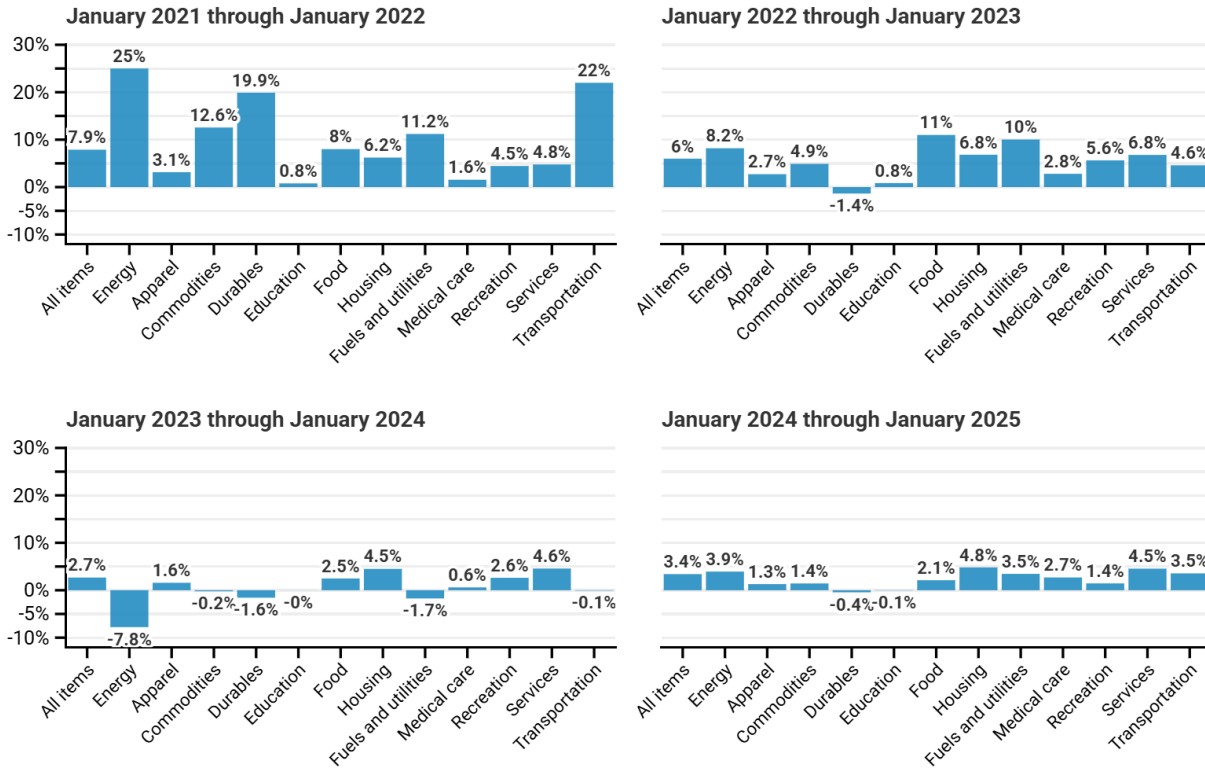 January 2021 through January 2022
30%
20%
10%
0%
-5%
-10%
7.9%
25%
3.1%
12.6%
19.9%
0.8%
8%
6.2%
11.2%
1.6%
4.5%
4.8%
22%
All items
Energy
Apparel
Commodities
Durables
Education
Food
Housing
Fuels and utilities
Medical care
Recreation
Services
Transportation
January 2022 through January 2023
6%
8.2%
2.7%
4.9%
-1.4%
0.8%
11%
6.8%
10%
2.8%
5.6%
6.8%
4.6%
All items
Energy
Apparel
Commodities
Durables
Education
Food
Housing
Fuels and utilities
Medical care
Recreation
Services
Transportation
January 2023 through January 2024
30%
20%
10%
0%
-5%
-10%
2.7%
-7.8%
1.6%
-0.2%
-1.6%
-0%
2.5%
4.5%
-1.7%
0.6%
2.6%
4.6%
-0.1%
All items
Energy
Apparel
Commodities
Durables
Education
Food
Housing
Fuels and utilities
Medical care
Recreation
Services
Transportation
January 2024 through January 2025
3.4%
3.9%
1.3%
1.4%
-0.4%
-0.1%
2.1%
4.8%
3.5%
2.7%
1.4%
4.5%
3.5%
All items
Energy
Apparel
Commodities
Durables
Education
Food
Housing
Fuels and utilities
Medical care
Recreation
Services
Transportation